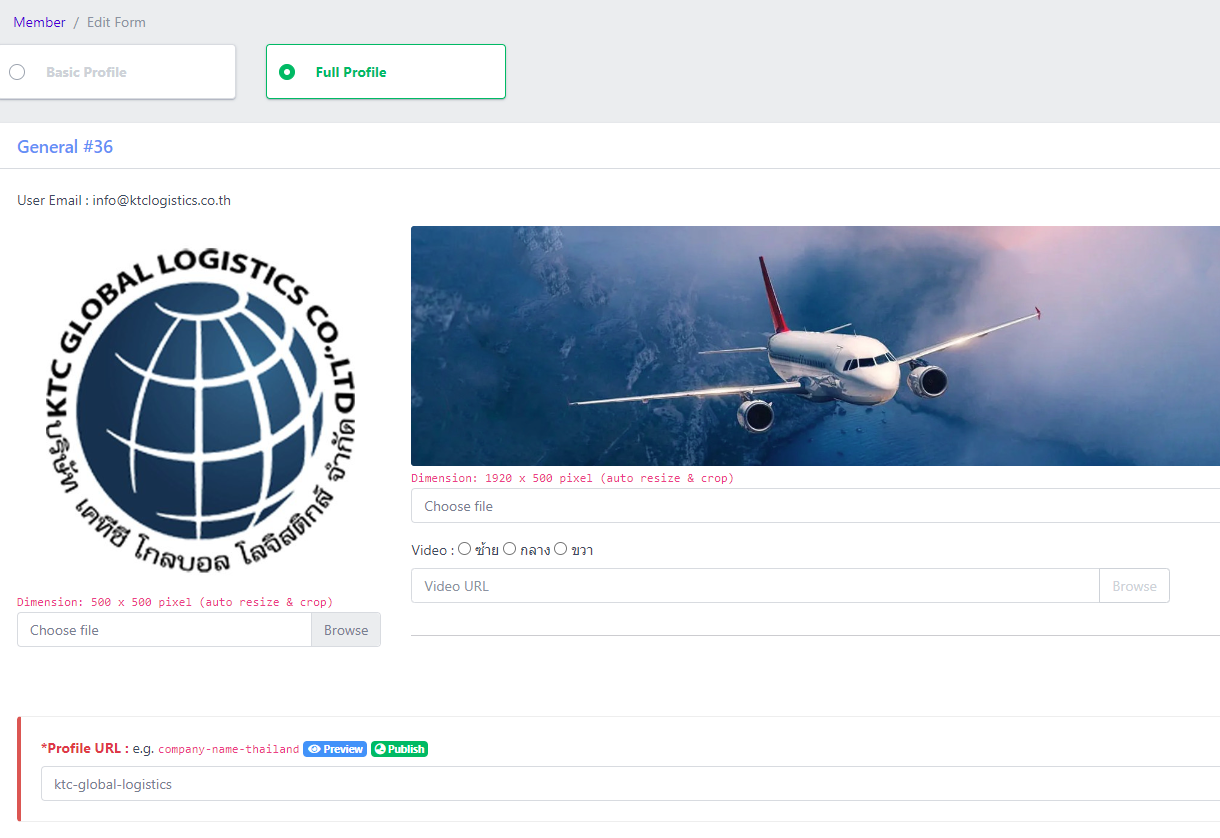 Member / Edit Form
Basic Profile
Full Profile
General #36
User Email : info@ktclogistics.co.th
KTC GLOBAL LOGISTICS CO.,LTD
บริษัท เคทีซี โกลบอล โลจิสติกส์ จำกัด
Dimension: 500 x 500 pixel (auto resize & crop)
Choose file
Browse
Dimension: 1920 x 500 pixel (auto resize & crop)
Choose file
Video : ซ้าย กลาง ขวา
Video URL
Browse
*Profile URL : e.g. company-name-thailand Preview Publish
ktc-global-logistics